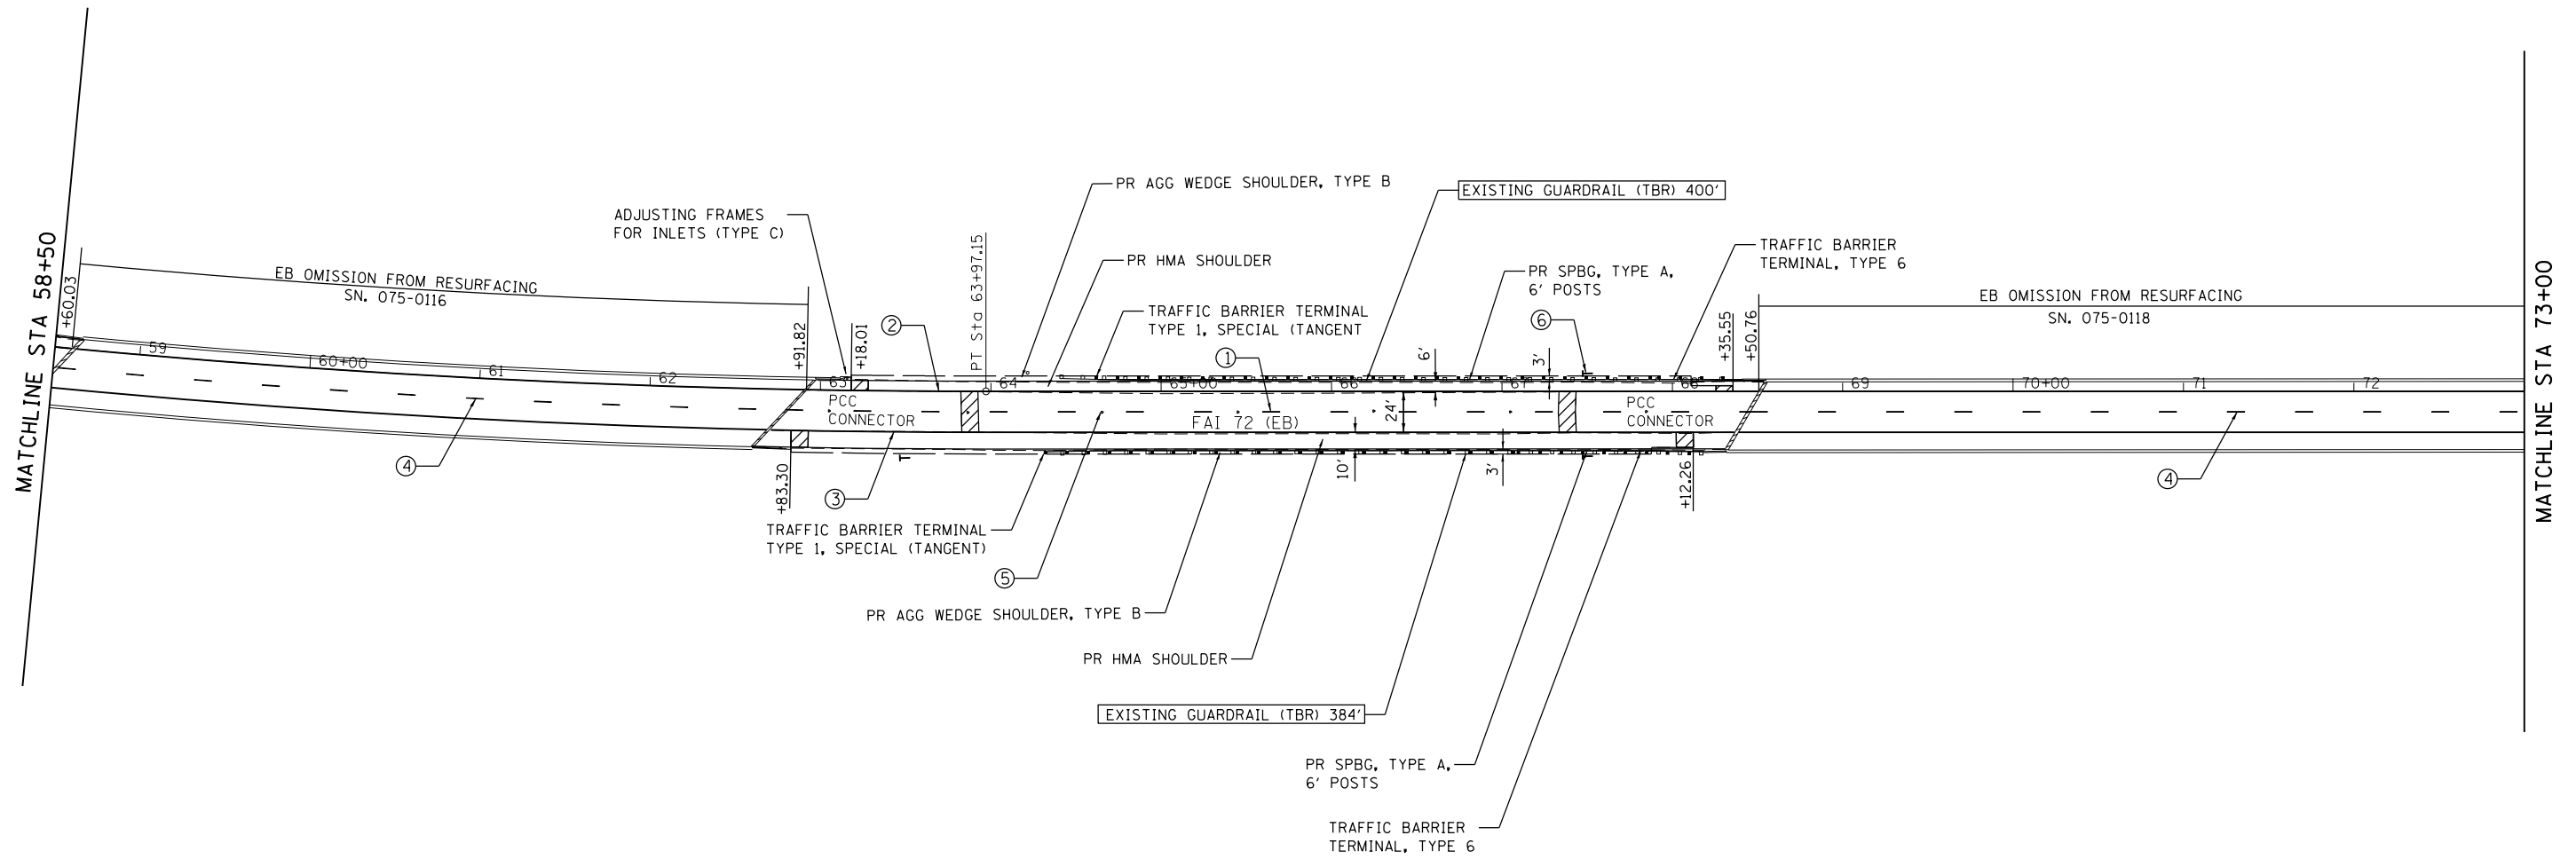 MATCHLINE STA 58+50
+60.03
EB OMISSION FROM RESURFACING
SN. 075-0116
+91.82
+18.01
ADJUSTING FRAMES
FOR INLETS (TYPE C)
2
PT Sta 63+97.15
PR AGG WEDGE SHOULDER, TYPE B
PR HMA SHOULDER
TRAFFIC BARRIER TERMINAL
TYPE 1, SPECIAL (TANGENT
1
EXISTING GUARDRAIL (TBR) 400'
6'
PR SPBG, TYPE A,
6' POSTS
3'
6
TRAFFIC BARRIER
TERMINAL, TYPE 6
+35.55
+50.76
EB OMISSION FROM RESURFACING
SN. 075-0118
MATCHLINE STA 73+00
59
60+00
61
62
63
64
65+00
66
67
68
69
70+00
71
72
PCC
CONNECTOR
FAI 72 (EB)
24'
PCC
CONNECTOR
4
+83.30
3
10'
3'
+12.26
4
TRAFFIC BARRIER TERMINAL
TYPE 1, SPECIAL (TANGENT)
5
PR AGG WEDGE SHOULDER, TYPE B
PR HMA SHOULDER
EXISTING GUARDRAIL (TBR) 384'
PR SPBG, TYPE A,
6' POSTS
TRAFFIC BARRIER
TERMINAL, TYPE 6